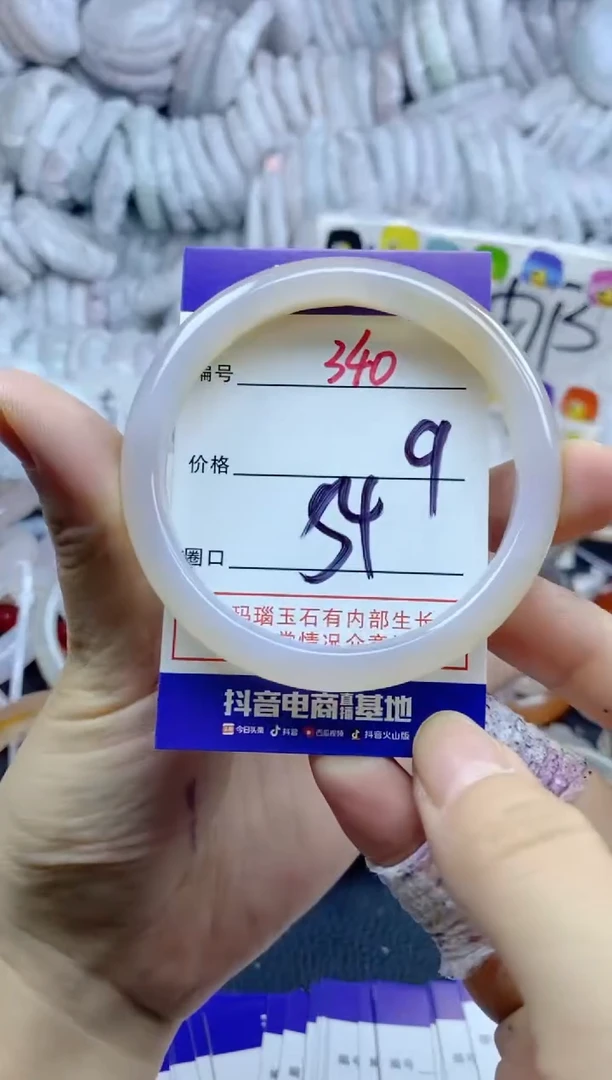 编号 340
价格 9
圈口 54
玛瑙玉石有内部生长
抖音电商直播基地
今日头条 抖音 西瓜视频 抖音火山版